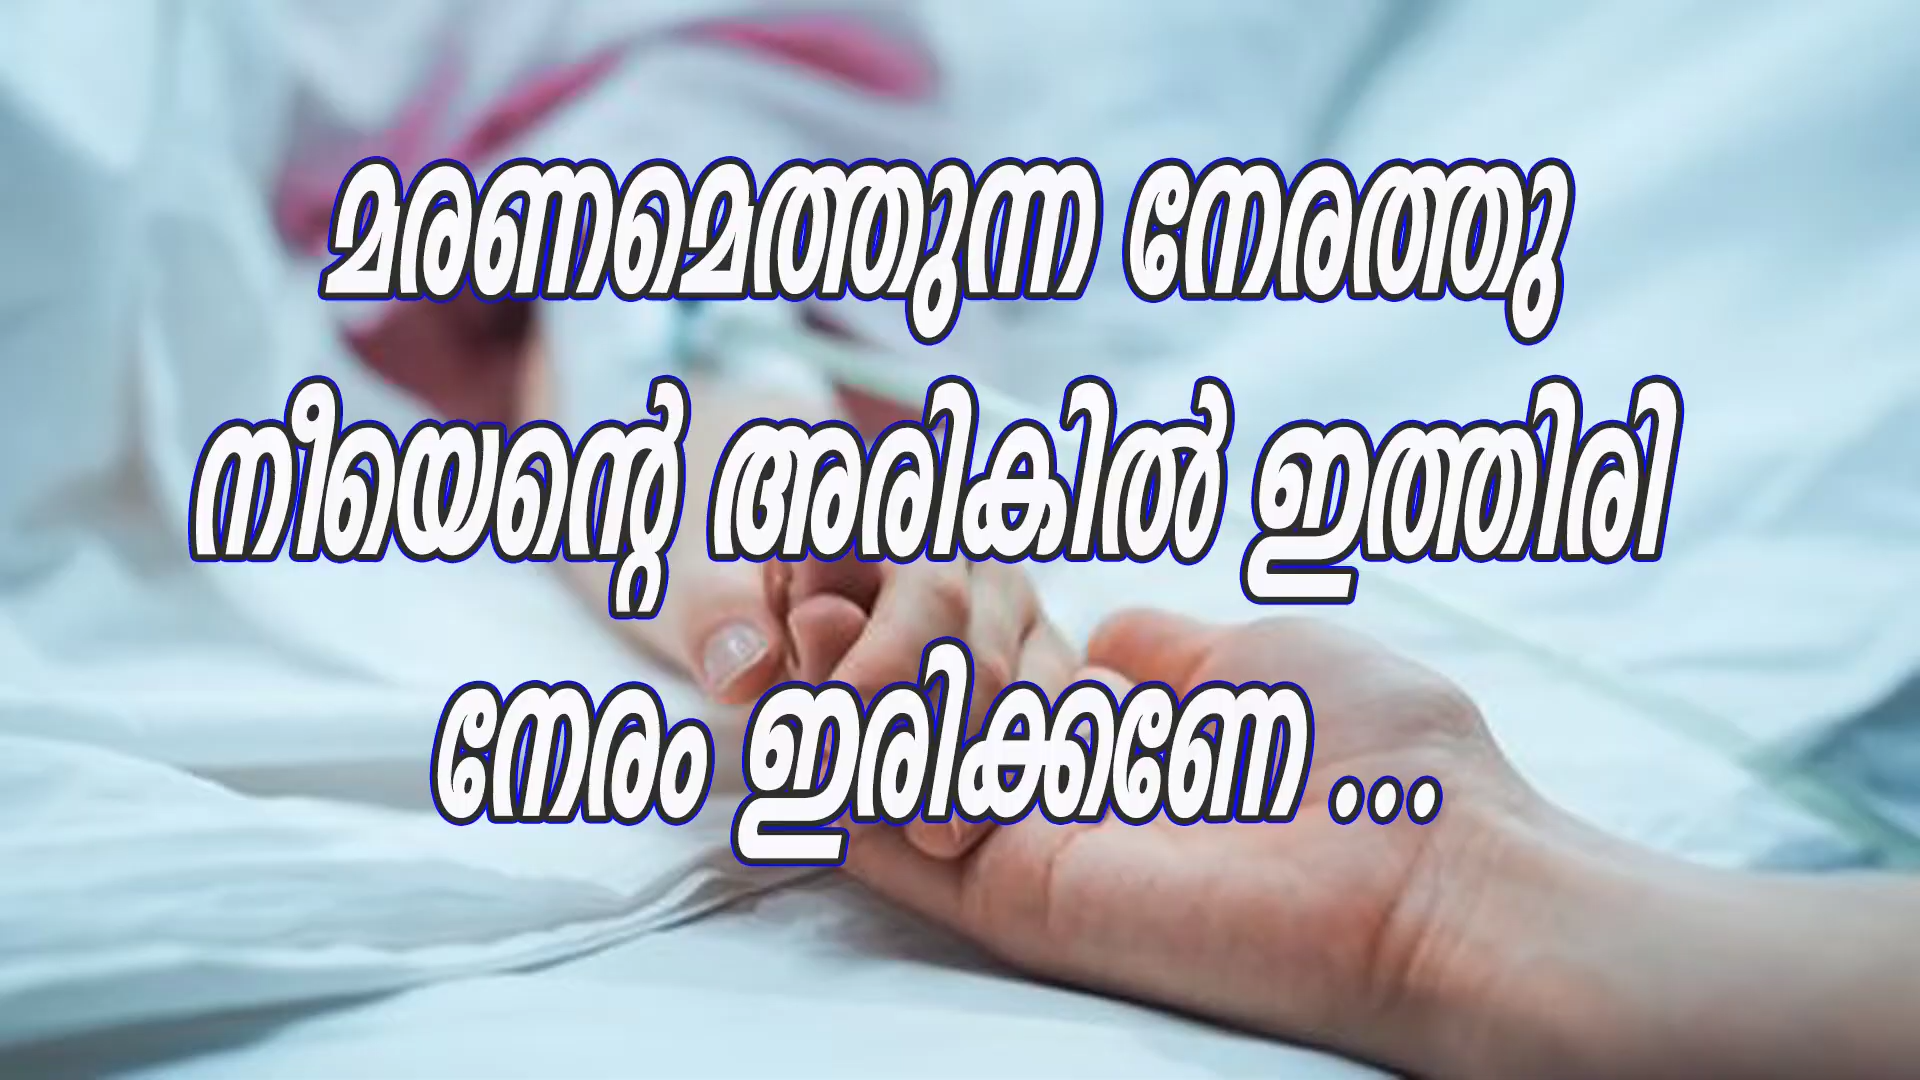 മരണമെത്തുന്ന നേരത്തു
നീയെന്റെ അരികിൽ ഇത്തിരി
നേരം ഇരിക്കണേ ...